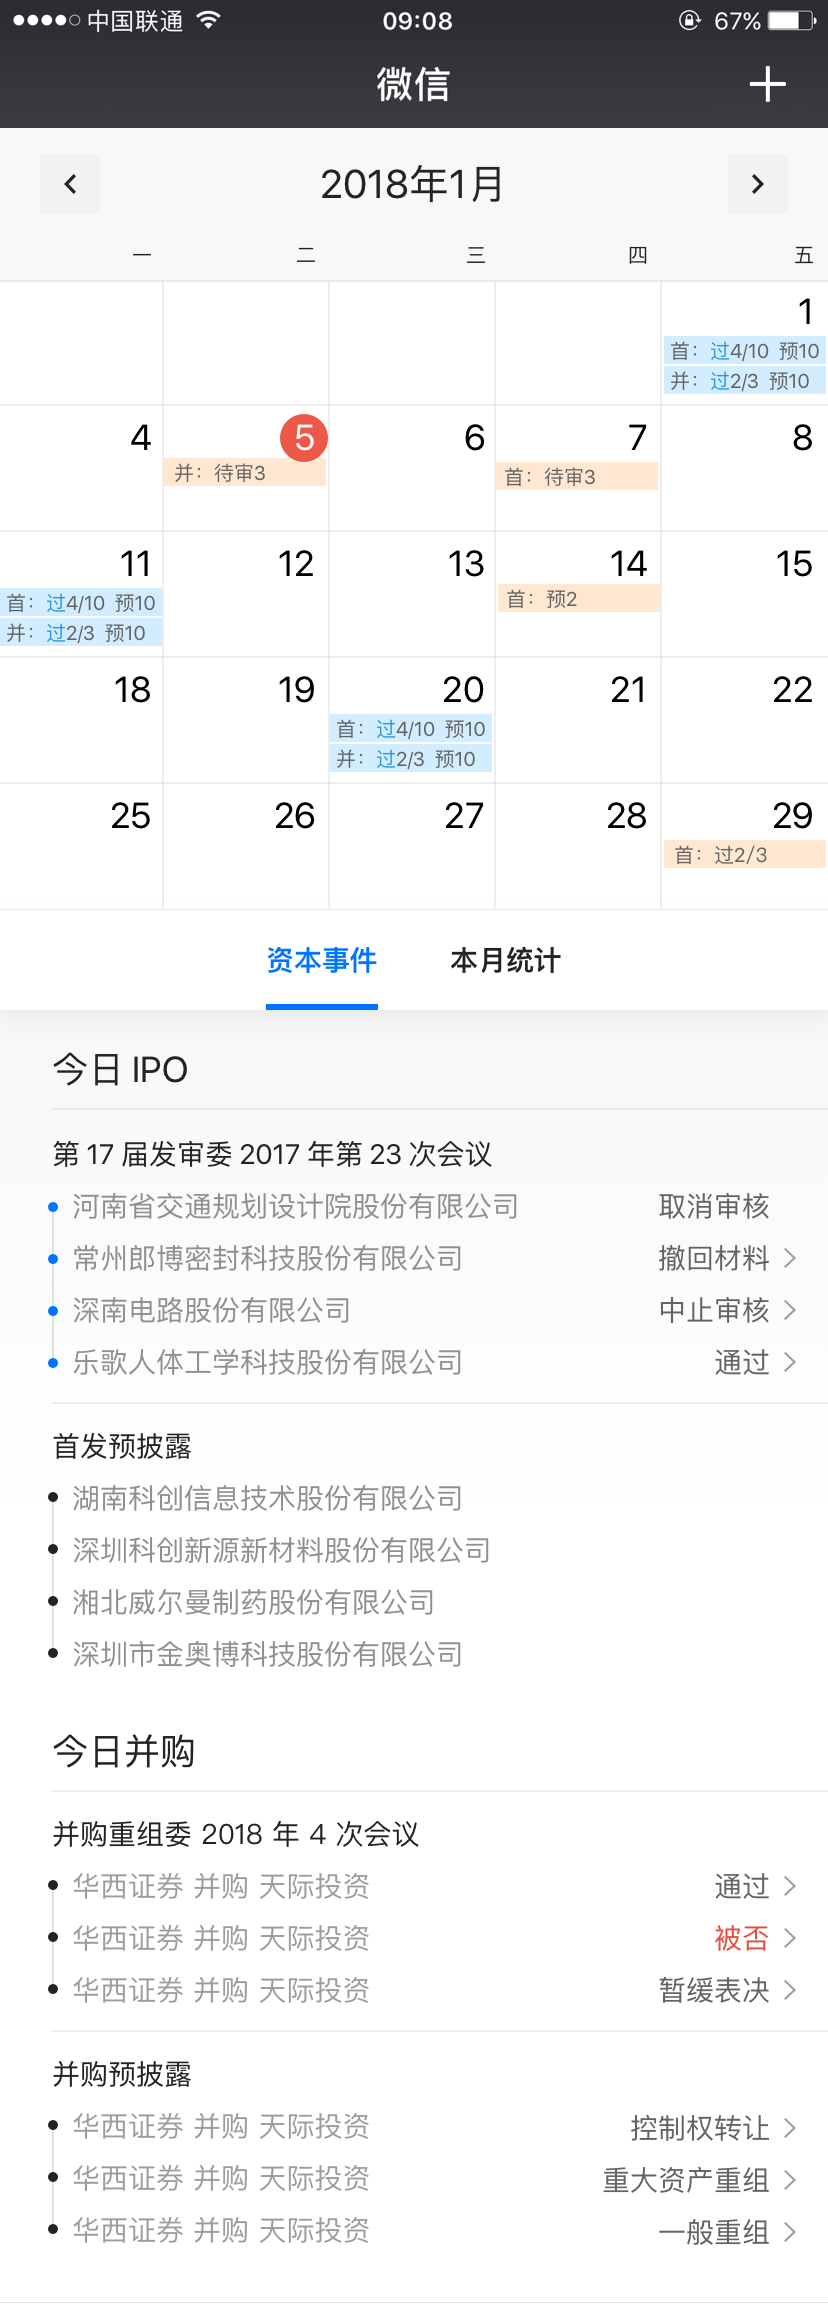 中国联通 09:08 67%
微信
2018年1月
一 二 三 四 五
1
首：过4/10 预10
并：过2/3 预10
4 5 6 7 8
并：待审3 首：待审3
11 12 13 14 15
首：过4/10 预10 首：预2
并：过2/3 预10
18 19 20 21 22
首：过4/10 预10
并：过2/3 预10
25 26 27 28 29
首：过2/3
资本事件 本月统计
今日 IPO
第 17 届发审委 2017 年第 23 次会议
河南省交通规划设计院股份有限公司 取消审核
常州郎博密封科技股份有限公司 撤回材料
深南电路股份有限公司 中止审核
乐歌人体工学科技股份有限公司 通过
首发预披露
湖南科创信息技术股份有限公司
深圳科创新源新材料股份有限公司
湘北威尔曼制药股份有限公司
深圳市金奥博科技股份有限公司
今日并购
并购重组委 2018 年 4 次会议
华西证券 并购 天际投资 通过
华西证券 并购 天际投资 被否
华西证券 并购 天际投资 暂缓表决
并购预披露
华西证券 并购 天际投资 控制权转让
华西证券 并购 天际投资 重大资产重组
华西证券 并购 天际投资 一般重组